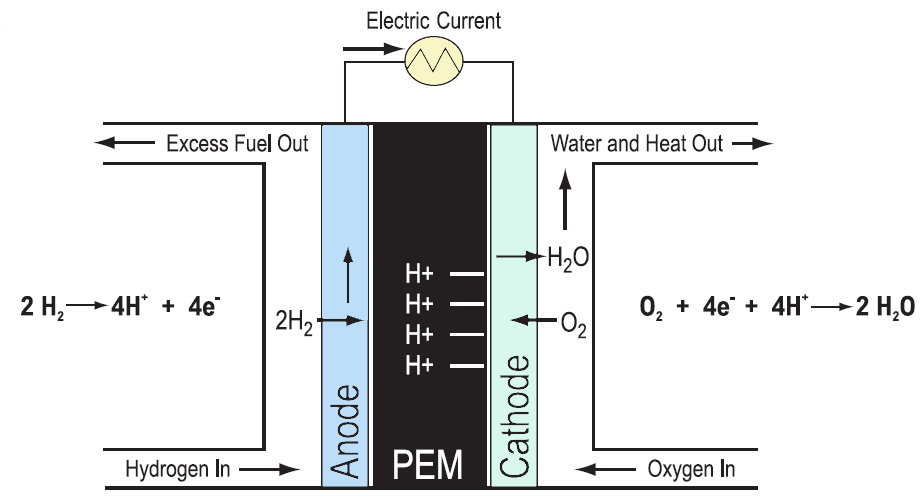 Electric Current
Excess Fuel Out
Water and Heat Out
H₂O
H+
H+
H+
H+
2 H₂ → 4H⁺ + 4e⁻
2H₂
O₂
O₂ + 4e⁻ + 4H⁺ → 2 H₂O
Anode
PEM
Cathode
Hydrogen In
Oxygen In